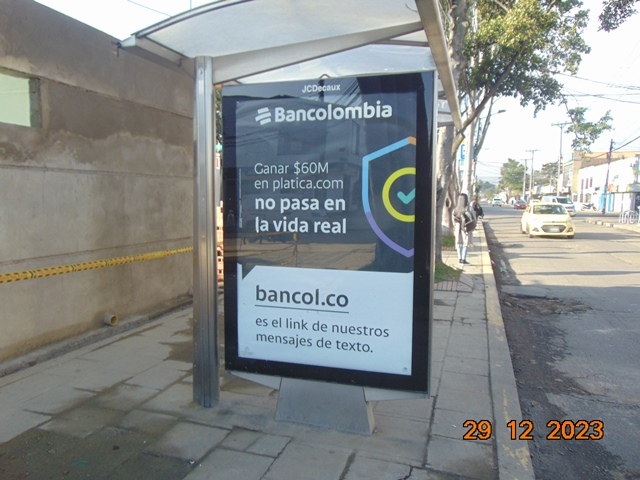 JCDecaux
Bancolombia
Ganar $60M
en platica.com
no pasa en
la vida real
bancol.co
es el link de nuestros
mensajes de texto.
29 12 2023